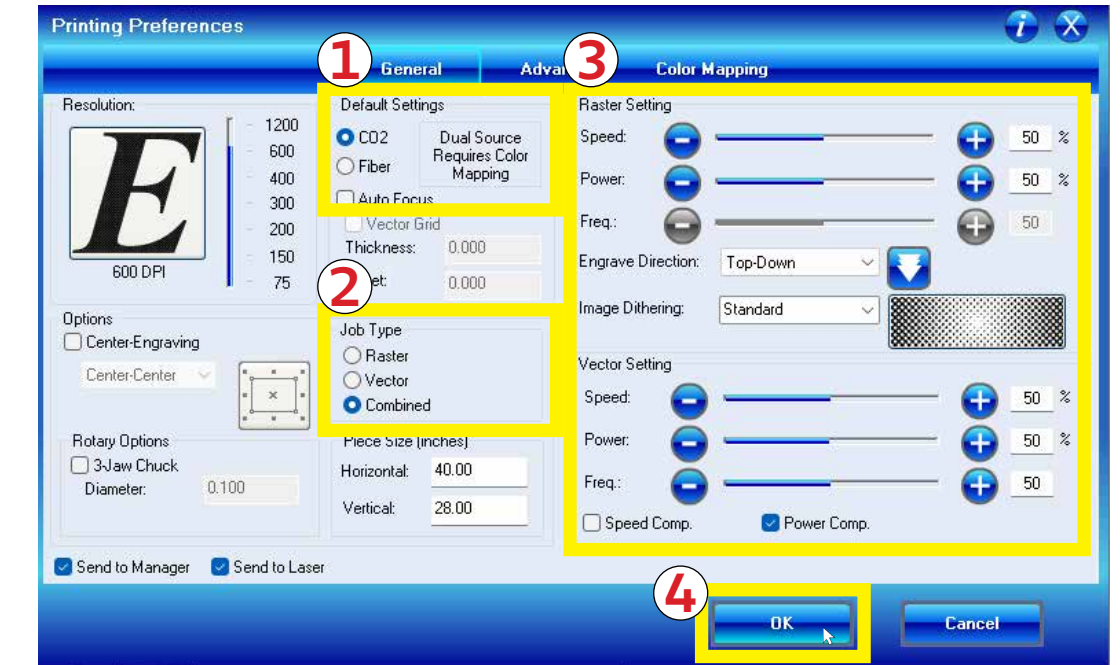 Printing Preferences
i X
General
Advan
Color Mapping
1
2
3
4
Resolution:
E
600 DPI
1200
600
400
300
200
150
75
Default Settings
CO2
Fiber
Dual Source
Requires Color
Mapping
Auto Focus
Vector Grid
Thickness: 0.000
0.000
Options
Center-Engraving
Center-Center
Rotary Options
3-Jaw Chuck
Diameter: 0.100
Job Type
Raster
Vector
Combined
Piece Size (Inches)
Horizontal: 40.00
Vertical: 28.00
Raster Setting
Speed: 50 %
Power: 50 %
Freq.: 50
Engrave Direction: Top-Down
Image Dithering: Standard
Vector Setting
Speed: 50 %
Power: 50 %
Freq.: 50
Speed Comp. Power Comp.
Send to Manager Send to Laser
OK
Cancel